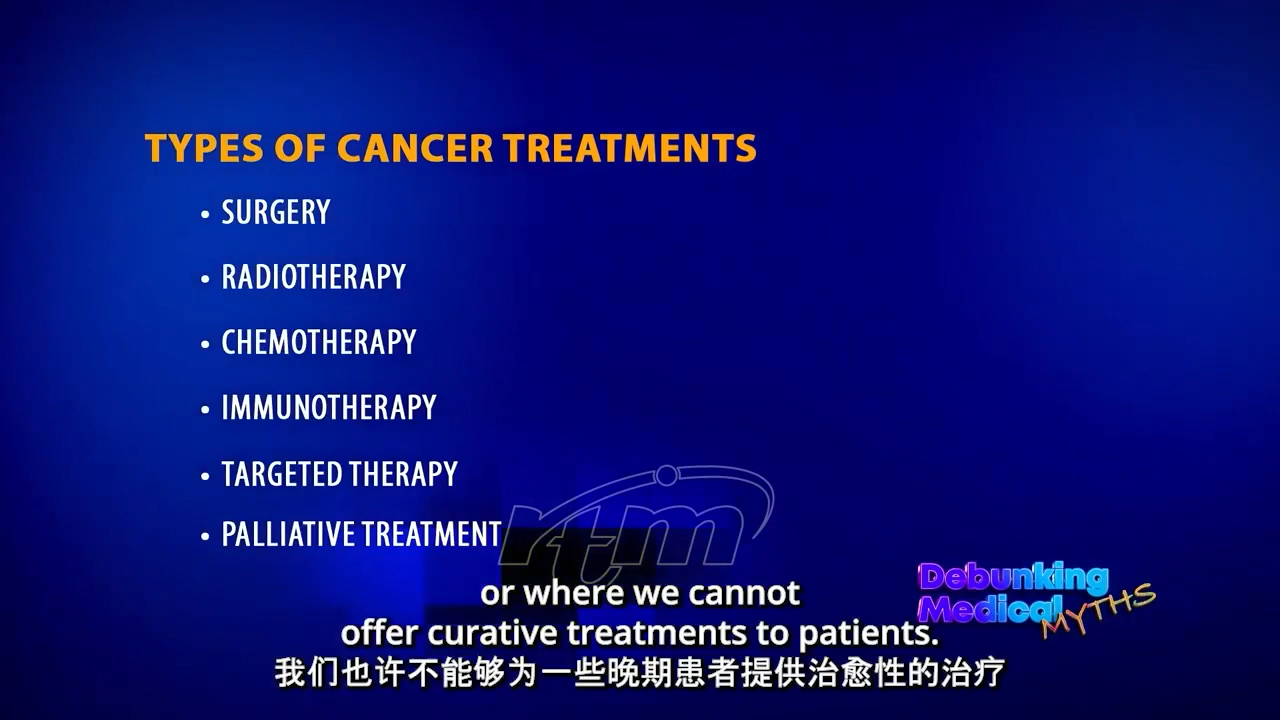 TYPES OF CANCER TREATMENTS
• SURGERY
• RADIOTHERAPY
• CHEMOTHERAPY
• IMMUNOTHERAPY
• TARGETED THERAPY
• PALLIATIVE TREATMENT
rtm
Debunking
Medical MYTHS
or where we cannot
offer curative treatments to patients.
我们也许不能够为一些晚期患者提供治愈性的治疗